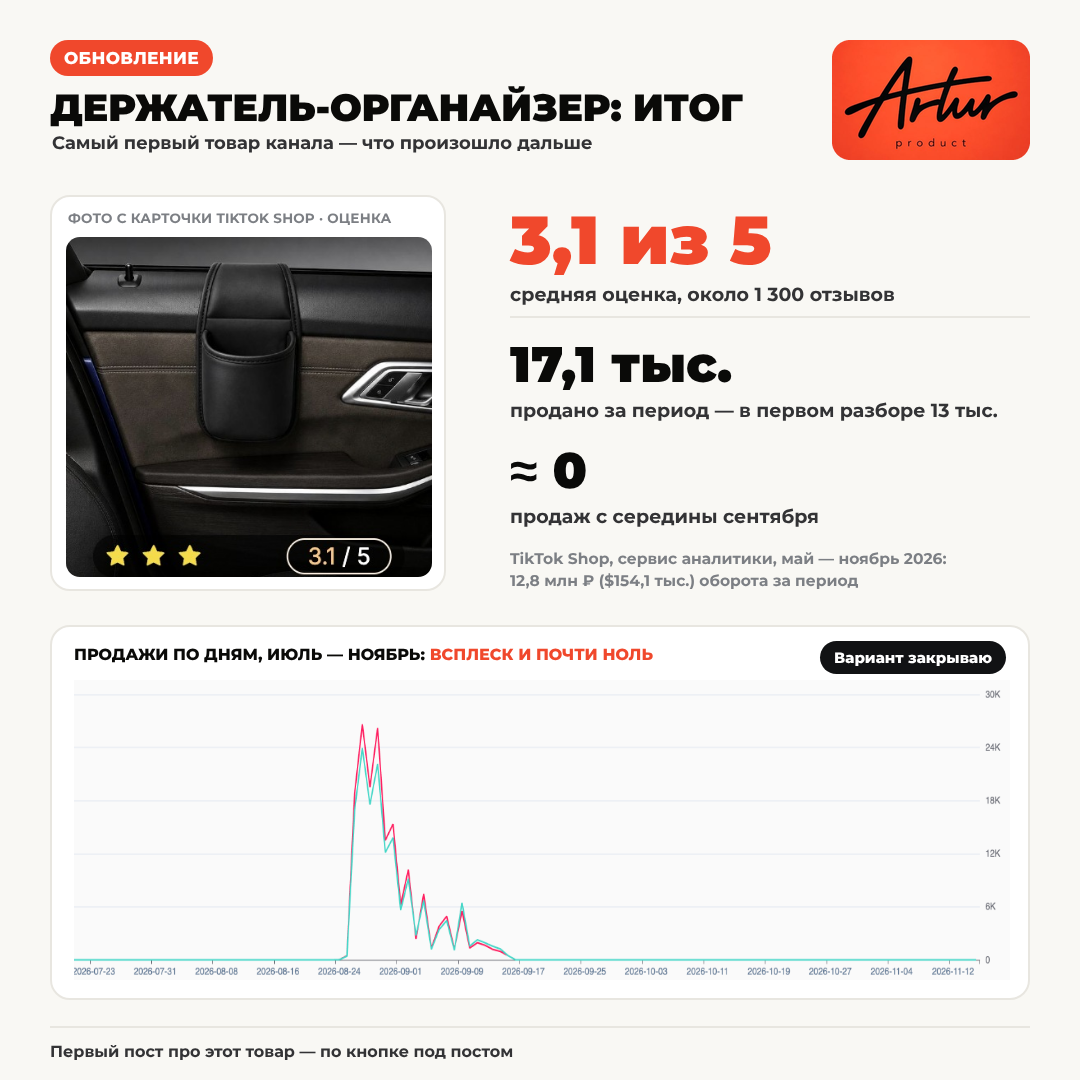 ОБНОВЛЕНИЕ
ДЕРЖАТЕЛЬ-ОРГАНАЙЗЕР: ИТОГ
Самый первый товар канала — что произошло дальше
Artur
product
ФОТО С КАРТОЧКИ TIKTOK SHOP · ОЦЕНКА
3.1 / 5
3,1 из 5
средняя оценка, около 1 300 отзывов
17,1 тыс.
продано за период — в первом разборе 13 тыс.
≈ 0
продаж с середины сентября
TikTok Shop, сервис аналитики, май — ноябрь 2026:
12,8 млн ₽ ($154,1 тыс.) оборота за период
ПРОДАЖИ ПО ДНЯМ, ИЮЛЬ — НОЯБРЬ: ВСПЛЕСК И ПОЧТИ НОЛЬ
Вариант закрываю
30K
24K
18K
12K
6K
0
2026-07-23 2026-07-31 2026-08-08 2026-08-16 2026-08-24 2026-09-01 2026-09-09 2026-09-17 2026-09-25 2026-10-03 2026-10-11 2026-10-19 2026-10-27 2026-11-04 2026-11-12
Первый пост про этот товар — по кнопке под постом